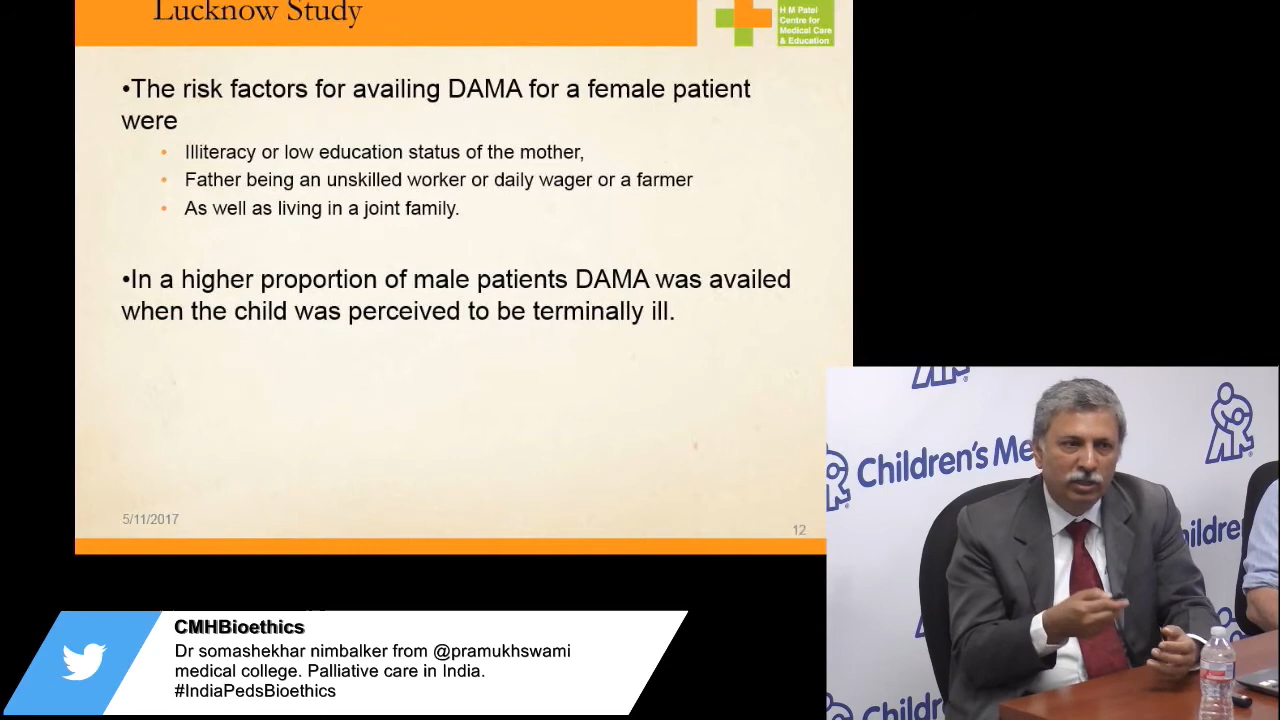 Lucknow Study
H M Patel
Centre for
Medical Care
& Education
•The risk factors for availing DAMA for a female patient
were
• Illiteracy or low education status of the mother,
• Father being an unskilled worker or daily wager or a farmer
• As well as living in a joint family.
•In a higher proportion of male patients DAMA was availed
when the child was perceived to be terminally ill.
5/11/2017
12
Children's Me
ildren
Childr
CMHBioethics
Dr somashekhar nimbalker from @pramukhswami
medical college. Palliative care in India.
#IndiaPedsBioethics